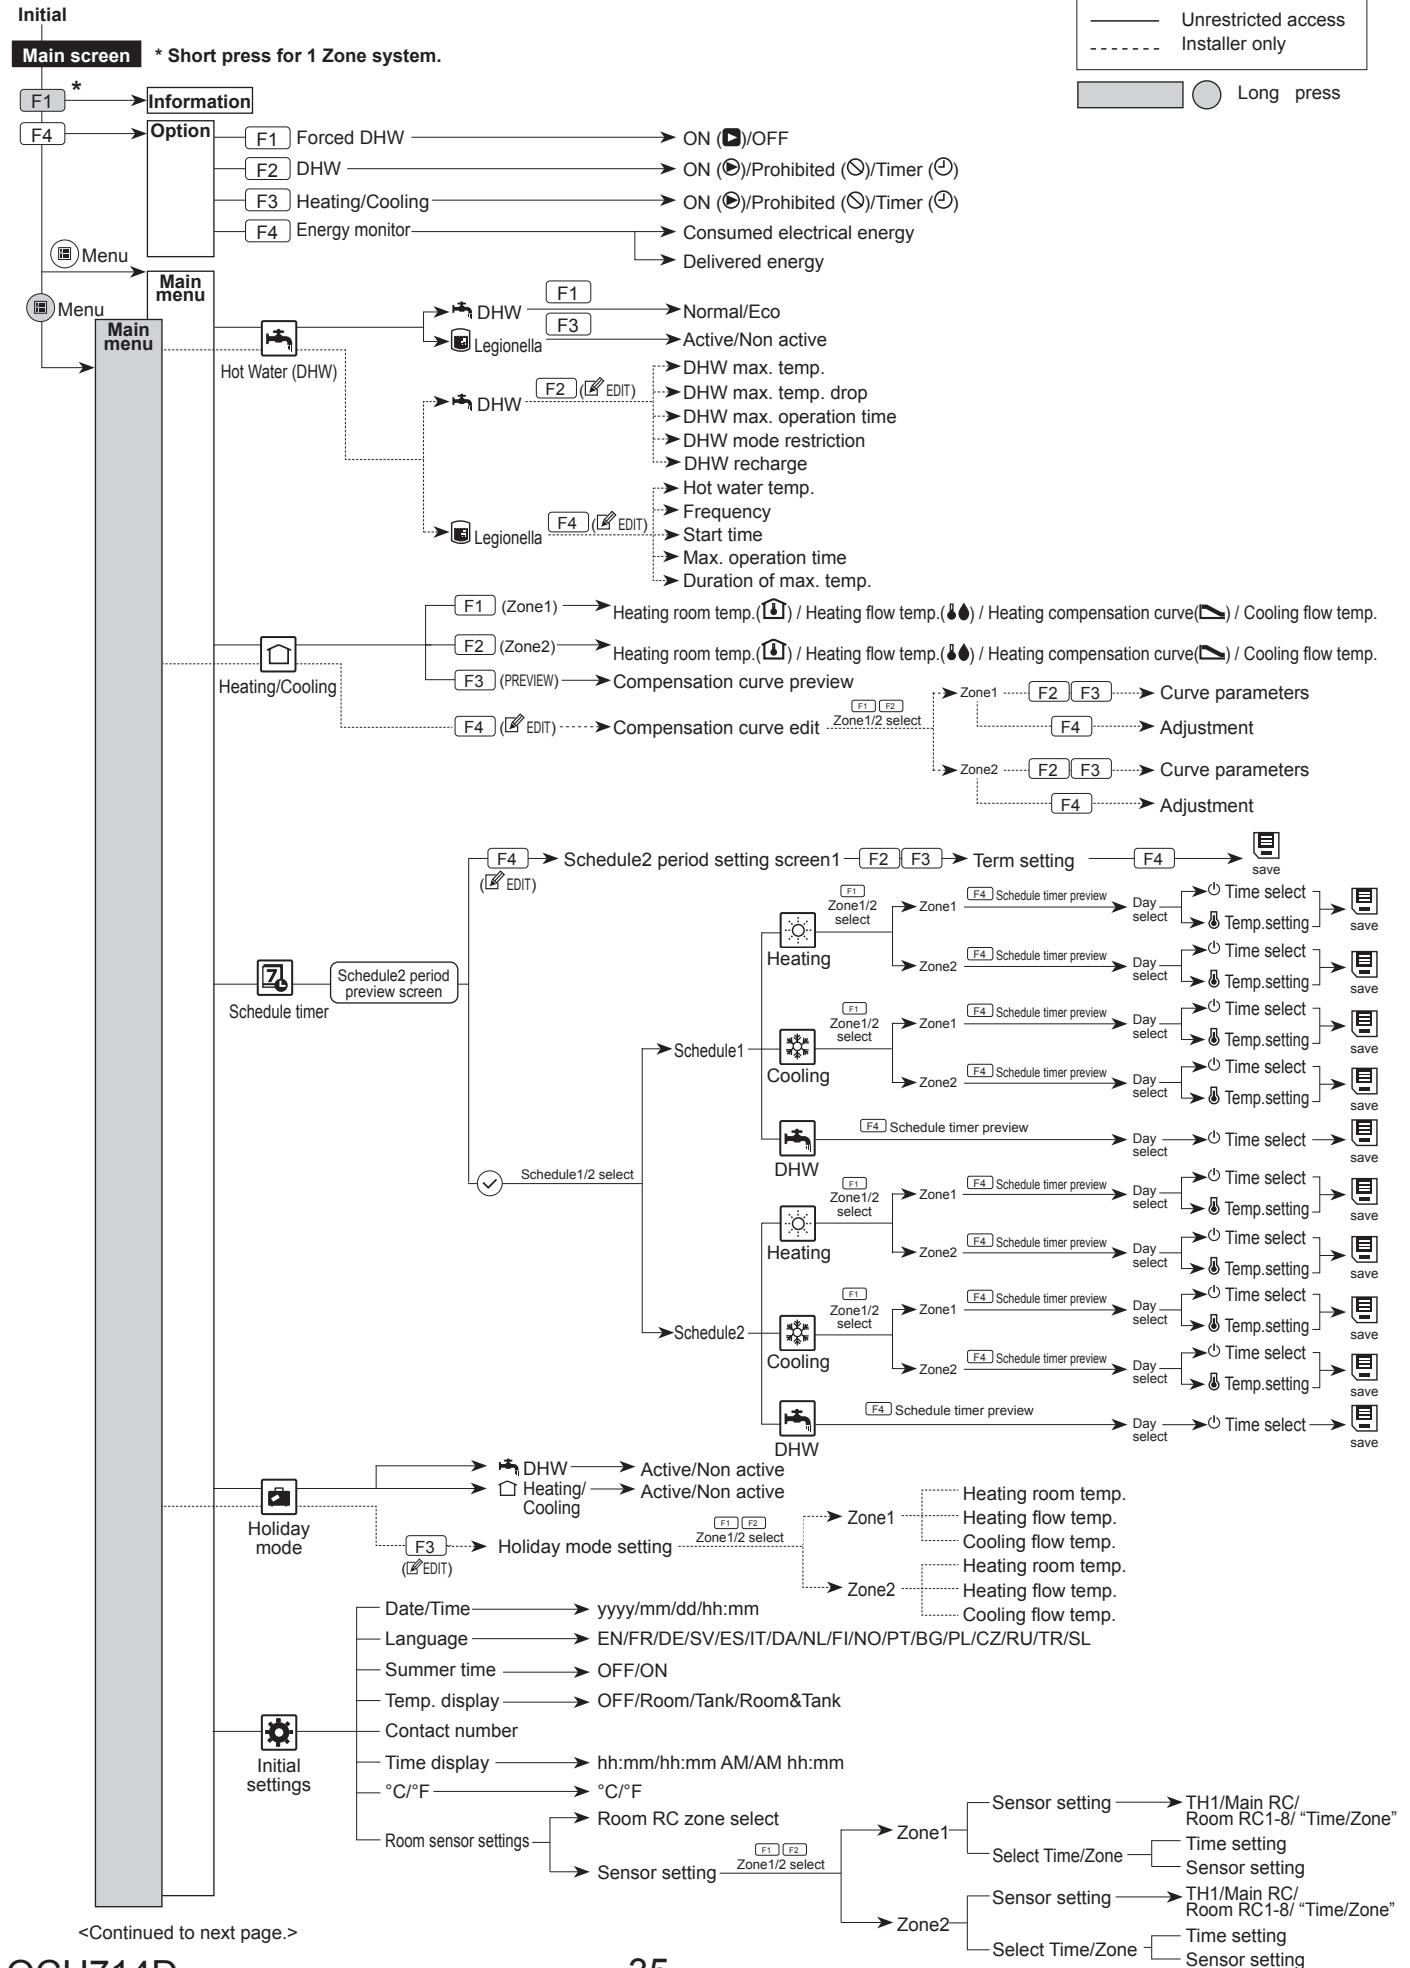 Initial
Unrestricted access
Installer only
Main screen * Short press for 1 Zone system.
Long press
F1 * Information
F4 Option
F1 Forced DHW ON ()/OFF
F2 DHW ON ()/Prohibited ()/Timer ()
F3 Heating/Cooling ON ()/Prohibited ()/Timer ()
F4 Energy monitor Consumed electrical energy
Delivered energy
Menu
Main menu
Menu
Main menu
Hot Water (DHW)
DHW F1 Normal/Eco
Legionella F3 Active/Non active
DHW F2 (EDIT)
DHW max. temp.
DHW max. temp. drop
DHW max. operation time
DHW mode restriction
DHW recharge
Legionella F4 (EDIT)
Hot water temp.
Frequency
Start time
Max. operation time
Duration of max. temp.
Heating/Cooling
F1 (Zone1) Heating room temp.() / Heating flow temp.() / Heating compensation curve() / Cooling flow temp.
F2 (Zone2) Heating room temp.() / Heating flow temp.() / Heating compensation curve() / Cooling flow temp.
F3 (PREVIEW) Compensation curve preview
F4 (EDIT) Compensation curve edit F1 F2 Zone1/2 select
Zone1 F2 F3 Curve parameters
F4 Adjustment
Zone2 F2 F3 Curve parameters
F4 Adjustment
Schedule timer
7
Schedule2 period preview screen
F4 (EDIT) Schedule2 period setting screen1 F2 F3 Term setting F4 save
Schedule1/2 select
Schedule1
Heating F1 Zone1/2 select
Zone1 F4 Schedule timer preview Day select Time select Temp.setting save
Zone2 F4 Schedule timer preview Day select Time select Temp.setting save
Cooling F1 Zone1/2 select
Zone1 F4 Schedule timer preview Day select Time select Temp.setting save
Zone2 F4 Schedule timer preview Day select Time select Temp.setting save
DHW F4 Schedule timer preview Day select Time select save
Schedule2
Heating F1 Zone1/2 select
Zone1 F4 Schedule timer preview Day select Time select Temp.setting save
Zone2 F4 Schedule timer preview Day select Time select Temp.setting save
Cooling F1 Zone1/2 select
Zone1 F4 Schedule timer preview Day select Time select Temp.setting save
Zone2 F4 Schedule timer preview Day select Time select Temp.setting save
DHW F4 Schedule timer preview Day select Time select save
Holiday mode
DHW Active/Non active
Heating/Cooling Active/Non active
F3 (EDIT) Holiday mode setting F1 F2 Zone1/2 select
Zone1
Heating room temp.
Heating flow temp.
Cooling flow temp.
Zone2
Heating room temp.
Heating flow temp.
Cooling flow temp.
Initial settings
Date/Time yyyy/mm/dd/hh:mm
Language EN/FR/DE/SV/ES/IT/DA/NL/FI/NO/PT/BG/PL/CZ/RU/TR/SL
Summer time OFF/ON
Temp. display OFF/Room/Tank/Room&Tank
Contact number
Time display hh:mm/hh:mm AM/AM hh:mm
°C/°F °C/°F
Room sensor settings
Room RC zone select
Sensor setting F1 F2 Zone1/2 select
Zone1
Sensor setting TH1/Main RC/
Room RC1-8/ “Time/Zone”
Select Time/Zone Time setting
Sensor setting
Zone2
Sensor setting TH1/Main RC/
Room RC1-8/ “Time/Zone”
Select Time/Zone Time setting
Sensor setting
<Continued to next page.>